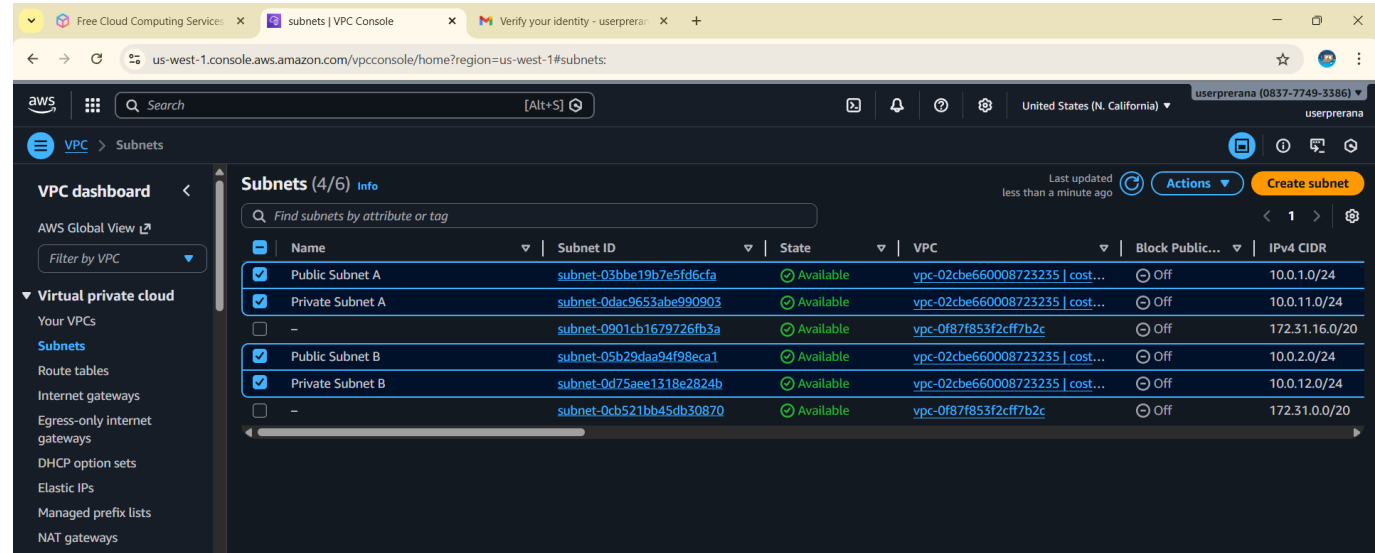 Free Cloud Computing Services
subnets | VPC Console
Verify your identity - userpreran
us-west-1.console.aws.amazon.com/vpcconsole/home?region=us-west-1#subnets:
aws
Search
[Alt+S]
United States (N. California)
userprerana (0837-7749-3386)
userprerana
VPC > Subnets
VPC dashboard
AWS Global View
Filter by VPC
Virtual private cloud
Your VPCs
Subnets
Route tables
Internet gateways
Egress-only internet
gateways
DHCP option sets
Elastic IPs
Managed prefix lists
NAT gateways
Subnets (4/6) Info
Last updated
less than a minute ago
Actions
Create subnet
Find subnets by attribute or tag
1
Name Subnet ID State VPC Block Public... IPv4 CIDR
Public Subnet A subnet-03bbe19b7e5fd6cfa Available vpc-02cbe660008723235 | cost... Off 10.0.1.0/24
Private Subnet A subnet-0dac9653abe990903 Available vpc-02cbe660008723235 | cost... Off 10.0.11.0/24
– subnet-0901cb1679726fb3a Available vpc-0f87f853f2cff7b2c Off 172.31.16.0/20
Public Subnet B subnet-05b29daa94f98eca1 Available vpc-02cbe660008723235 | cost... Off 10.0.2.0/24
Private Subnet B subnet-0d75aee1318e2824b Available vpc-02cbe660008723235 | cost... Off 10.0.12.0/24
– subnet-0cb521bb45db30870 Available vpc-0f87f853f2cff7b2c Off 172.31.0.0/20